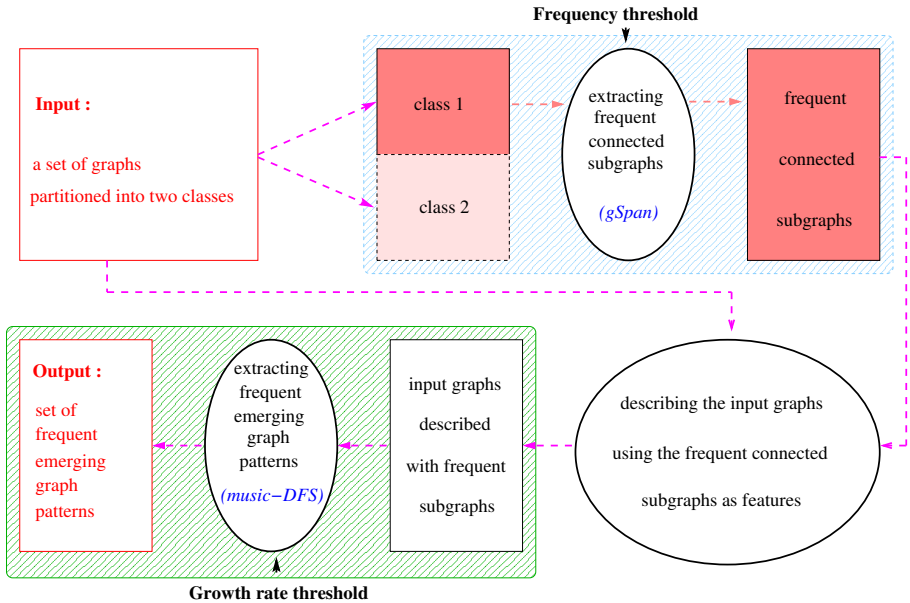 Frequency threshold
Input :
a set of graphs
partitioned into two classes
class 1
class 2
extracting
frequent
connected
subgraphs
(gSpan)
frequent
connected
subgraphs
Output :
set of
frequent
emerging
graph
patterns
extracting
frequent
emerging
graph
patterns
(music−DFS)
input graphs
described
with frequent
subgraphs
describing the input graphs
using the frequent connected
subgraphs as features
Growth rate threshold